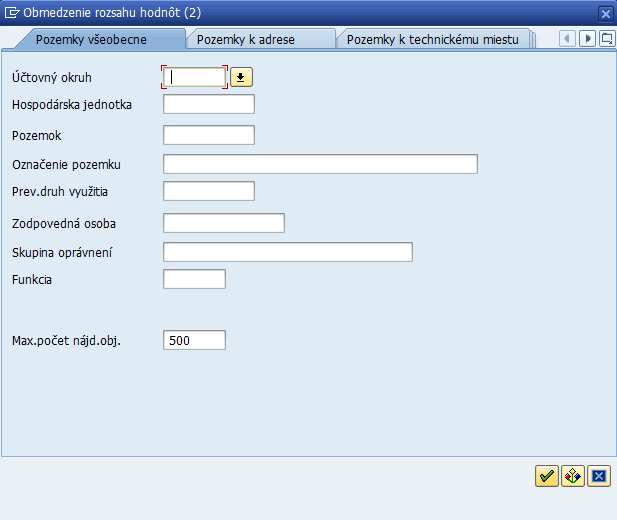 Obmedzenie rozsahu hodnôt (2)
Pozemky všeobecne
Pozemky k adrese
Pozemky k technickému miestu
Účtovný okruh
Hospodárska jednotka
Pozemok
Označenie pozemku
Prev.druh využitia
Zodpovedná osoba
Skupina oprávnení
Funkcia
Max.počet nájd.obj. 500